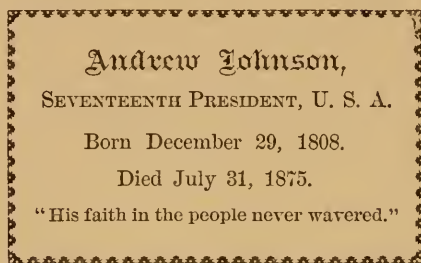 Andrew Johnson,
Seventeenth President, U. S. A.
Born December 29, 1808.
Died July 31, 1875.
"His faith in the people never wavered."